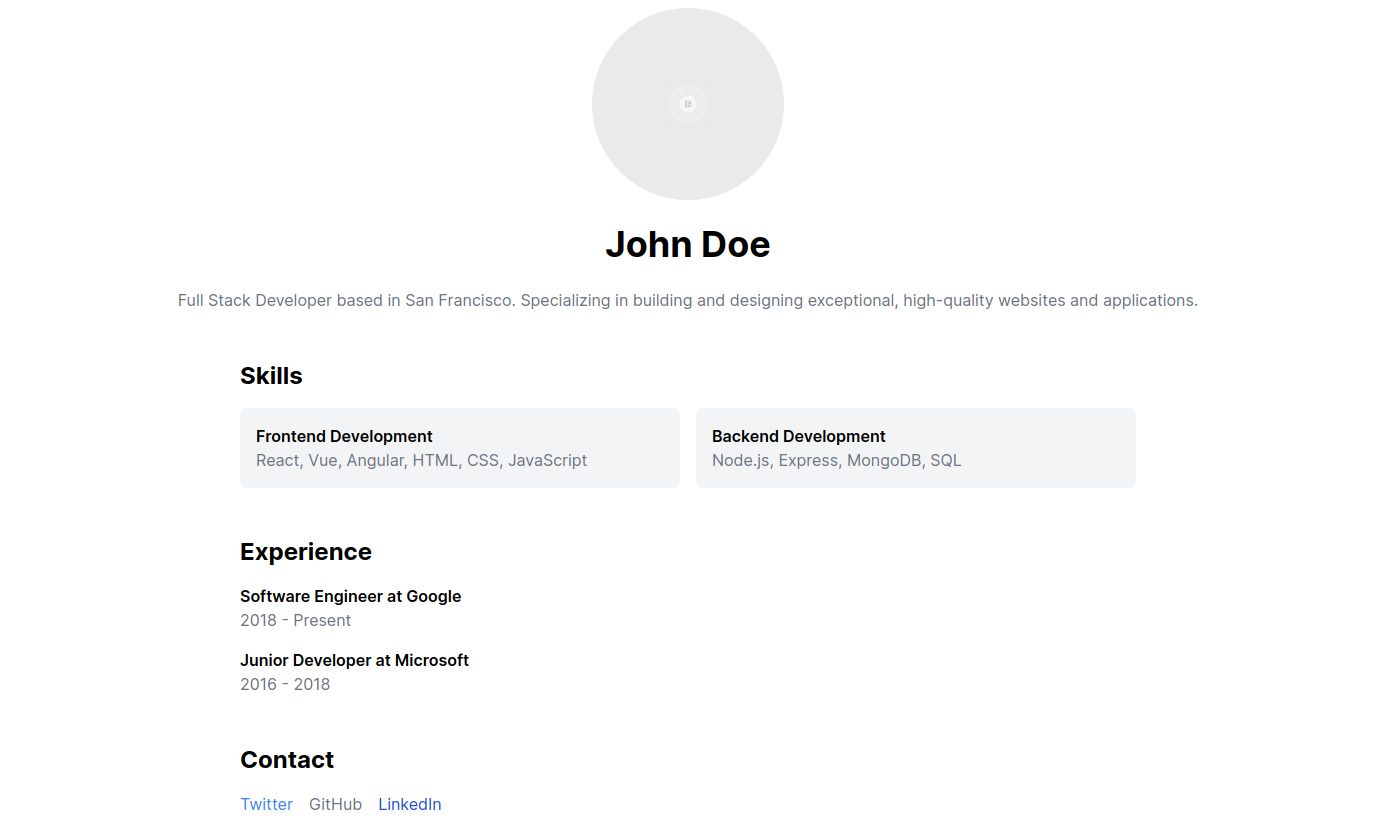 John Doe
Full Stack Developer based in San Francisco. Specializing in building and designing exceptional, high-quality websites and applications.
Skills
Frontend Development
React, Vue, Angular, HTML, CSS, JavaScript
Backend Development
Node.js, Express, MongoDB, SQL
Experience
Software Engineer at Google
2018 - Present
Junior Developer at Microsoft
2016 - 2018
Contact
Twitter GitHub LinkedIn